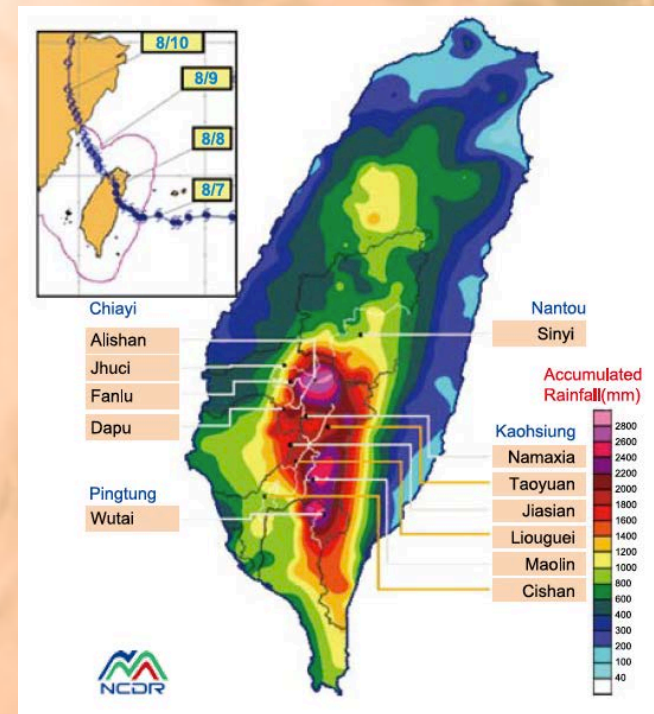 8/10
8/9
8/8
8/7
Chiayi
Alishan
Jhuci
Fanlu
Dapu
Pingtung
Wutai
Nantou
Sinyi
Accumulated
Rainfall(mm)
Kaohsiung
Namaxia
Taoyuan
Jiasian
Liouguei
Maolin
Cishan
2800
2600
2400
2200
2000
1800
1600
1400
1200
1000
800
600
400
300
200
100
40
NCDR